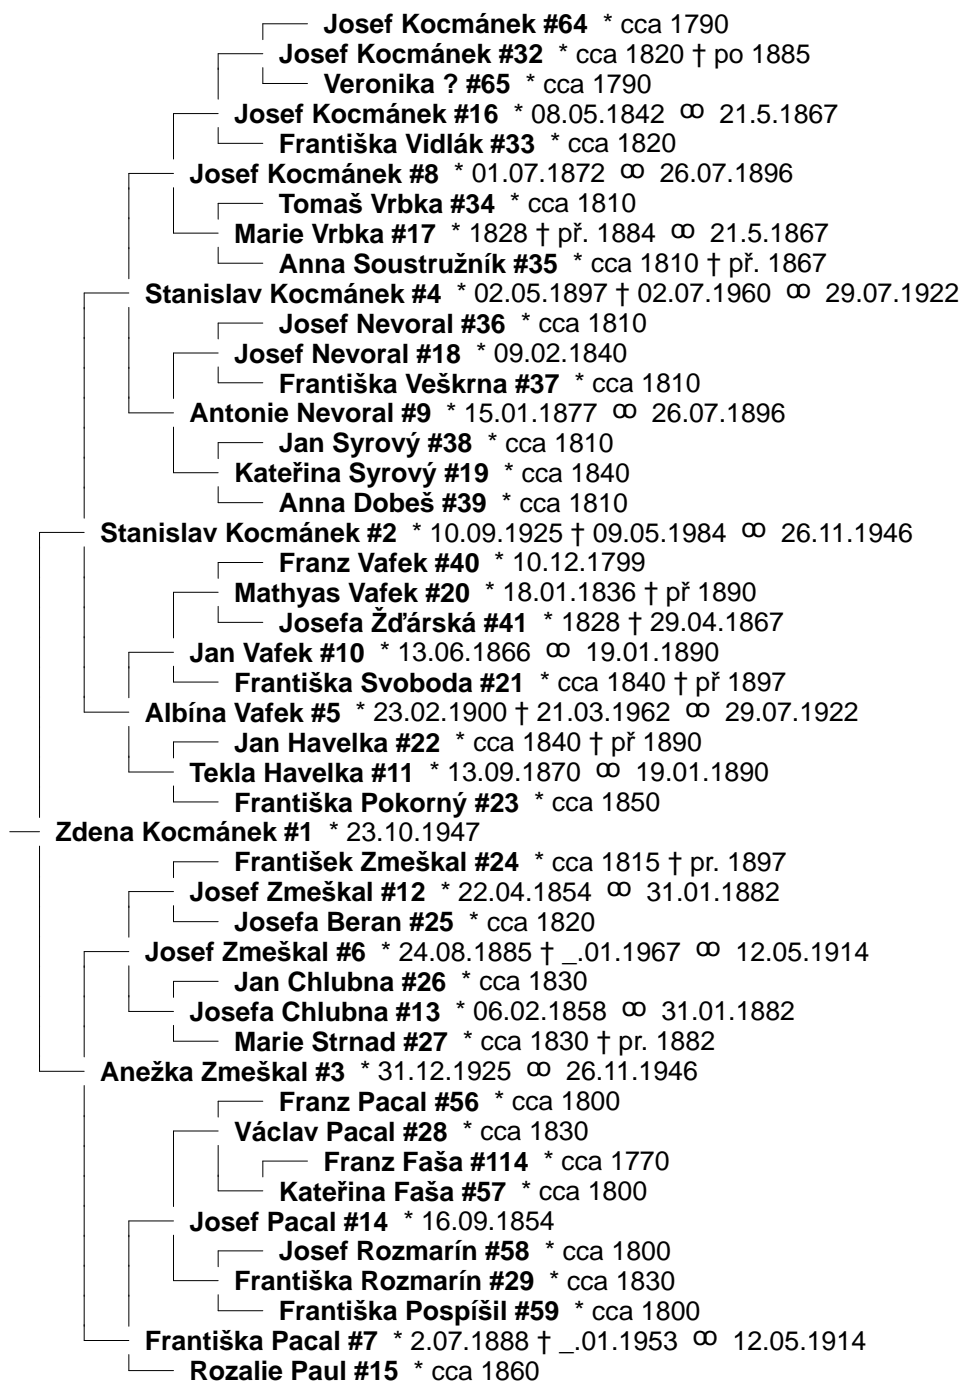 Josef Kocmánek #64 * cca 1790
Josef Kocmánek #32 * cca 1820 † po 1885
Veronika ? #65 * cca 1790
Josef Kocmánek #16 * 08.05.1842 ꝏ 21.5.1867
Františka Vidlák #33 * cca 1820
Josef Kocmánek #8 * 01.07.1872 ꝏ 26.07.1896
Tomaš Vrbka #34 * cca 1810
Marie Vrbka #17 * 1828 † př. 1884 ꝏ 21.5.1867
Anna Soustružník #35 * cca 1810 † př. 1867
Stanislav Kocmánek #4 * 02.05.1897 † 02.07.1960 ꝏ 29.07.1922
Josef Nevoral #36 * cca 1810
Josef Nevoral #18 * 09.02.1840
Františka Veškrna #37 * cca 1810
Antonie Nevoral #9 * 15.01.1877 ꝏ 26.07.1896
Jan Syrový #38 * cca 1810
Kateřina Syrový #19 * cca 1840
Anna Dobeš #39 * cca 1810
Stanislav Kocmánek #2 * 10.09.1925 † 09.05.1984 ꝏ 26.11.1946
Franz Vafek #40 * 10.12.1799
Mathyas Vafek #20 * 18.01.1836 † př 1890
Josefa Žďárská #41 * 1828 † 29.04.1867
Jan Vafek #10 * 13.06.1866 ꝏ 19.01.1890
Františka Svoboda #21 * cca 1840 † př 1897
Albína Vafek #5 * 23.02.1900 † 21.03.1962 ꝏ 29.07.1922
Jan Havelka #22 * cca 1840 † př 1890
Tekla Havelka #11 * 13.09.1870 ꝏ 19.01.1890
Františka Pokorný #23 * cca 1850
Zdena Kocmánek #1 * 23.10.1947
František Zmeškal #24 * cca 1815 † pr. 1897
Josef Zmeškal #12 * 22.04.1854 ꝏ 31.01.1882
Josefa Beran #25 * cca 1820
Josef Zmeškal #6 * 24.08.1885 † _.01.1967 ꝏ 12.05.1914
Jan Chlubna #26 * cca 1830
Josefa Chlubna #13 * 06.02.1858 ꝏ 31.01.1882
Marie Strnad #27 * cca 1830 † pr. 1882
Anežka Zmeškal #3 * 31.12.1925 ꝏ 26.11.1946
Franz Pacal #56 * cca 1800
Václav Pacal #28 * cca 1830
Franz Faša #114 * cca 1770
Kateřina Faša #57 * cca 1800
Josef Pacal #14 * 16.09.1854
Josef Rozmarín #58 * cca 1800
Františka Rozmarín #29 * cca 1830
Františka Pospíšil #59 * cca 1800
Františka Pacal #7 * 2.07.1888 † _.01.1953 ꝏ 12.05.1914
Rozalie Paul #15 * cca 1860